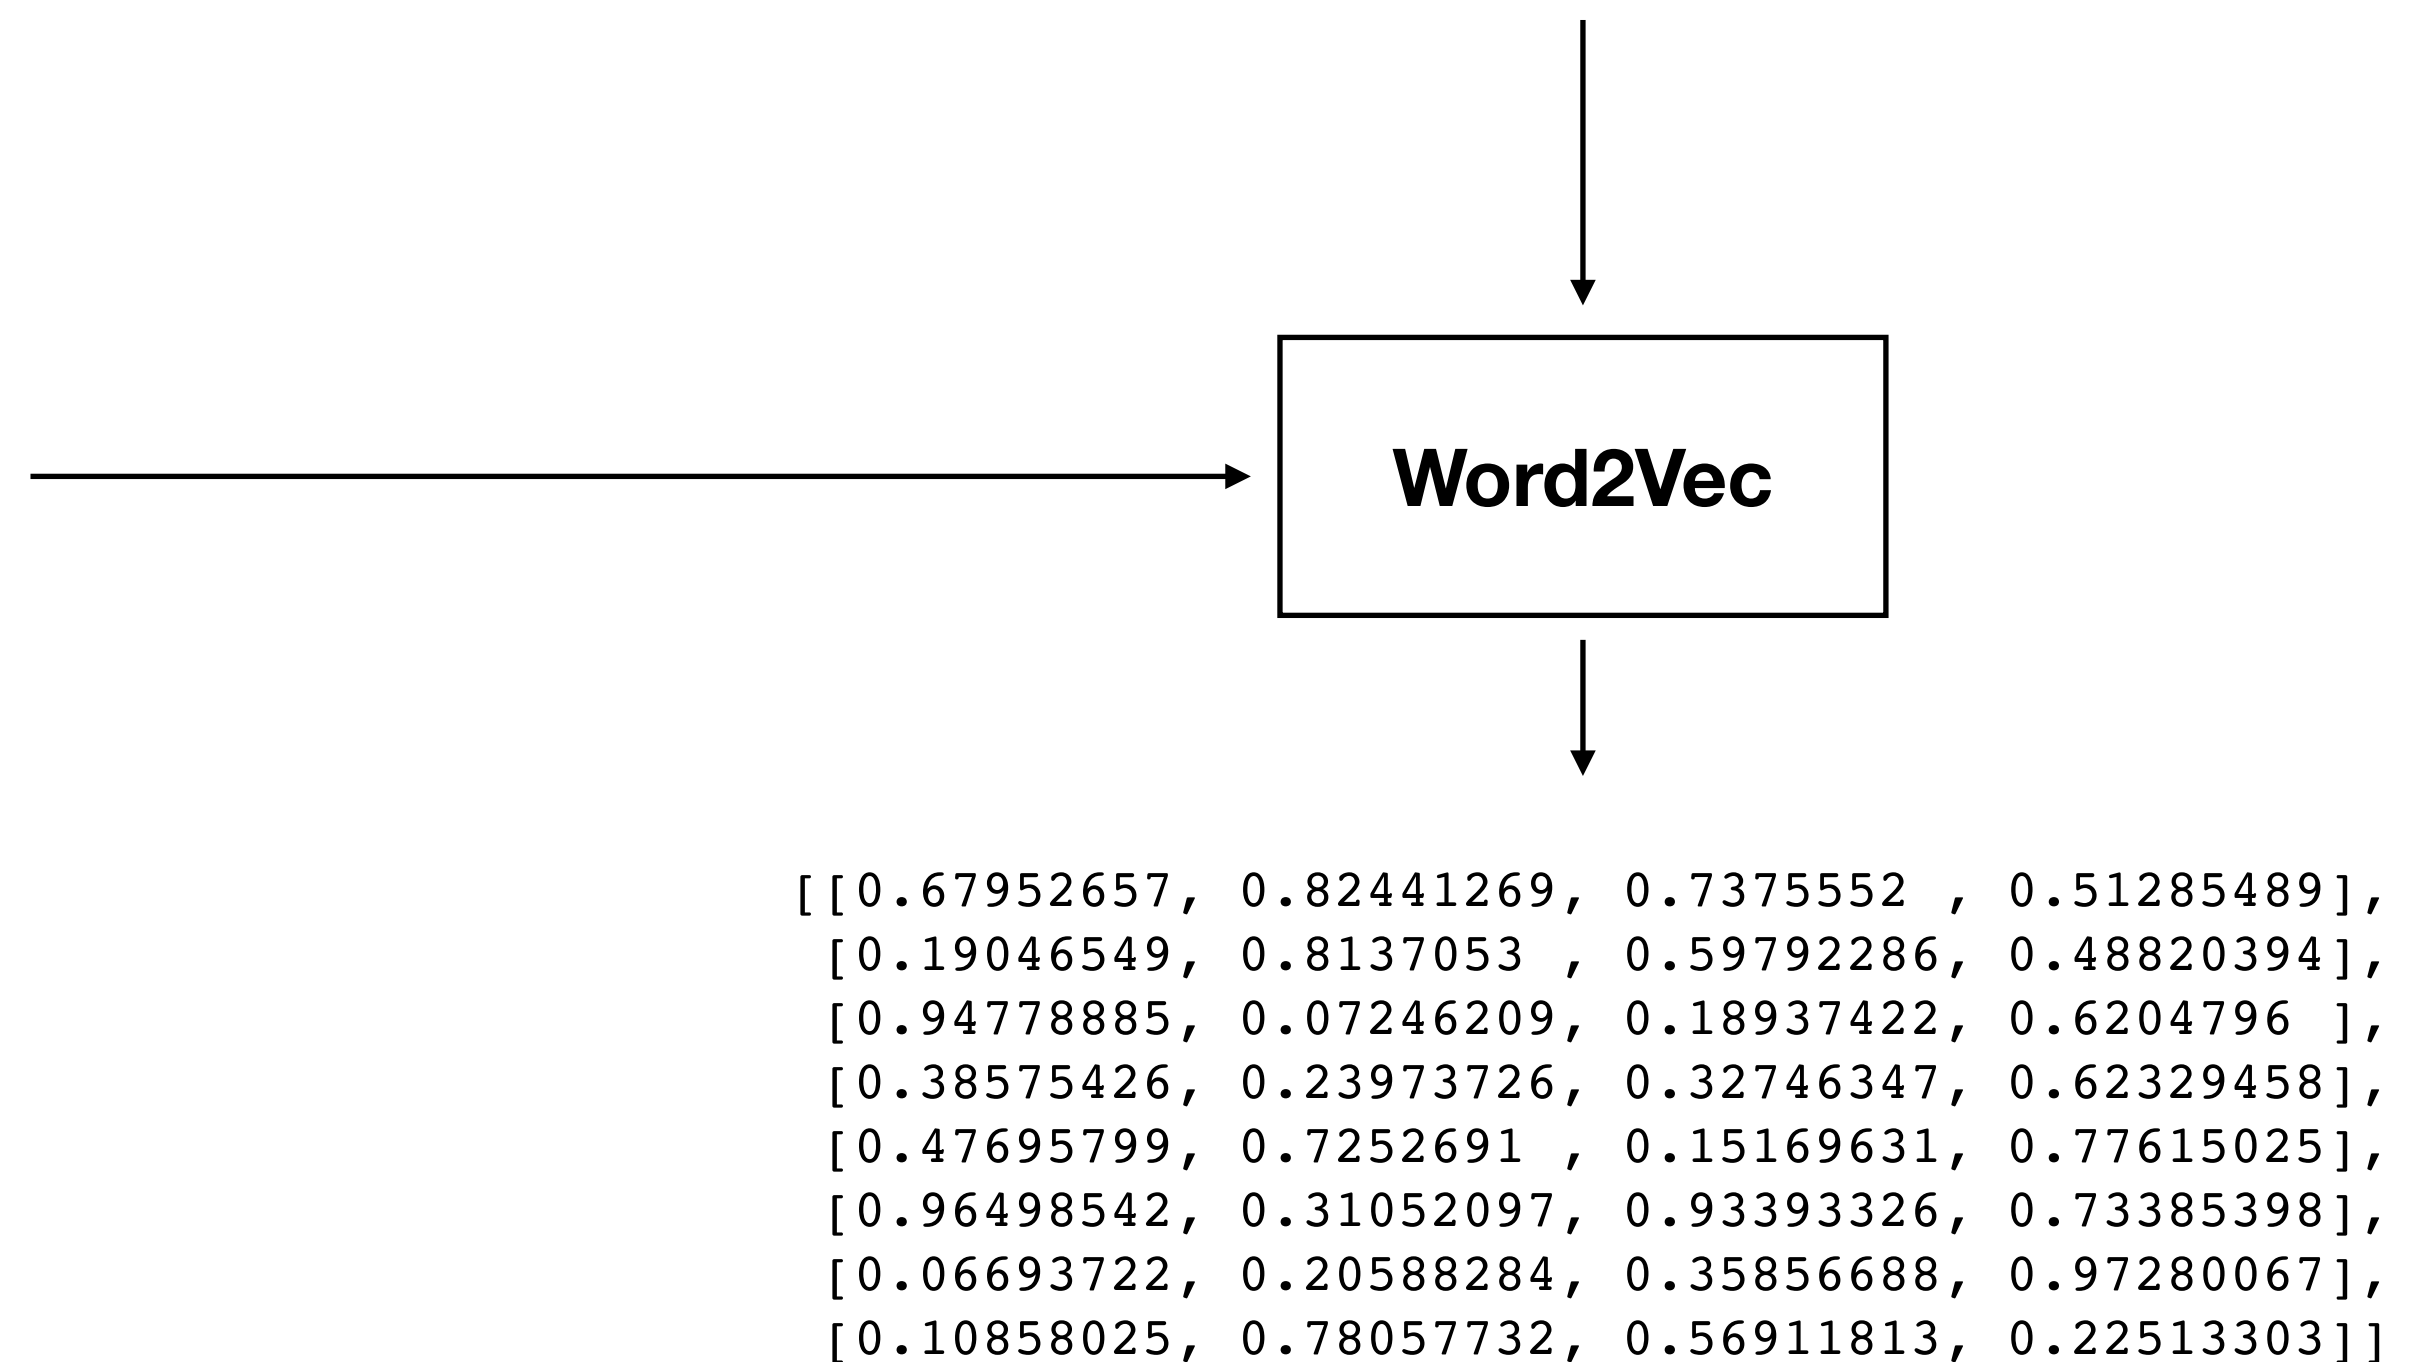 Word2Vec
[[0.67952657, 0.82441269, 0.7375552 , 0.51285489],
[0.19046549, 0.8137053 , 0.59792286, 0.48820394],
[0.94778885, 0.07246209, 0.18937422, 0.6204796 ],
[0.38575426, 0.23973726, 0.32746347, 0.62329458],
[0.47695799, 0.7252691 , 0.15169631, 0.77615025],
[0.96498542, 0.31052097, 0.93393326, 0.73385398],
[0.06693722, 0.20588284, 0.35856688, 0.97280067],
[0.10858025, 0.78057732, 0.56911813, 0.22513303]]